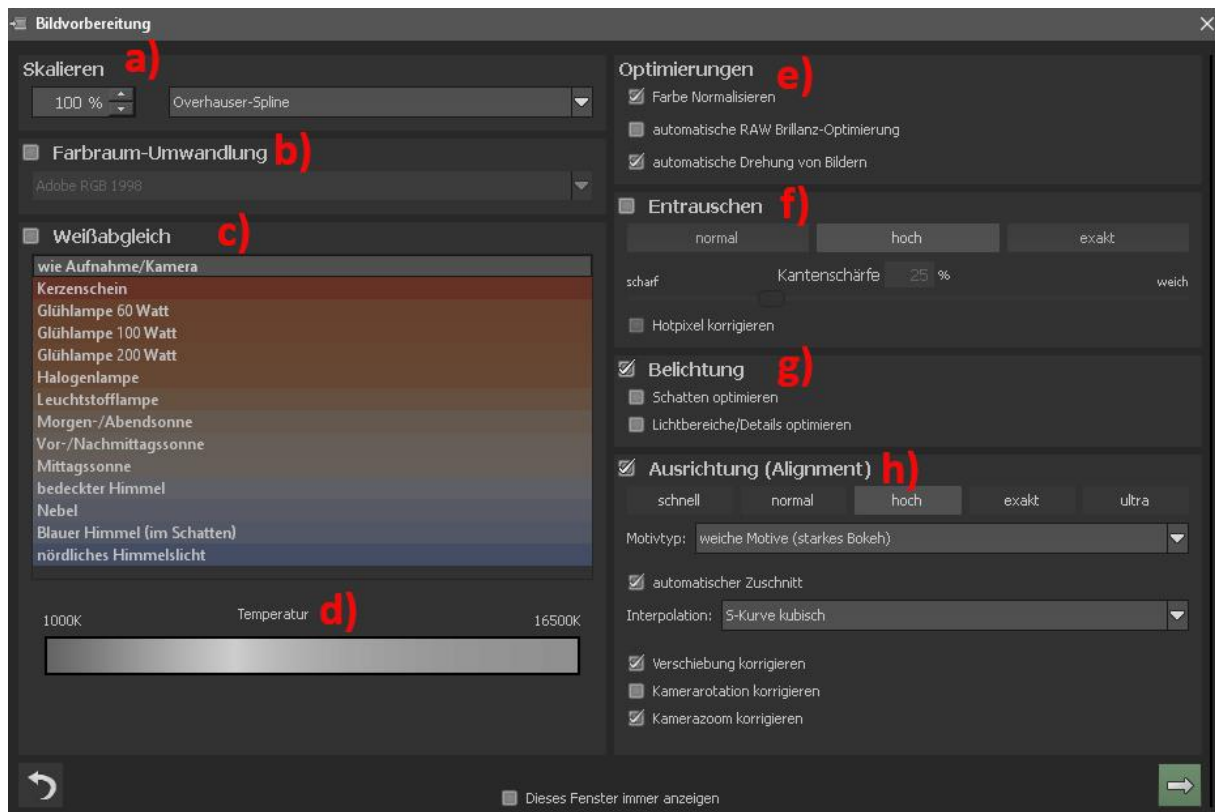 Bildvorbereitung
Skalieren a)
100 % Overhauser-Spline
Farbraum-Umwandlung b)
Adobe RGB 1998
Weißabgleich c)
wie Aufnahme/Kamera
Kerzenschein
Glühlampe 60 Watt
Glühlampe 100 Watt
Glühlampe 200 Watt
Halogenlampe
Leuchtstofflampe
Morgen-/Abendsonne
Vor-/Nachmittagssonne
Mittagssonne
bedeckter Himmel
Nebel
Blauer Himmel (im Schatten)
nördliches Himmelslicht
Temperatur d)
1000K 16500K
Optimierungen e)
Farbe Normalisieren
automatische RAW Brillanz-Optimierung
automatische Drehung von Bildern
Entrauschen f)
normal hoch exakt
scharf Kantenschärfe 25 % weich
Hotpixel korrigieren
Belichtung g)
Schatten optimieren
Lichtbereiche/Details optimieren
Ausrichtung (Alignment) h)
schnell normal hoch exakt ultra
Motivtyp: weiche Motive (starkes Bokeh)
automatischer Zuschnitt
Interpolation: S-Kurve kubisch
Verschiebung korrigieren
Kamerarotation korrigieren
Kamerazoom korrigieren
Dieses Fenster immer anzeigen